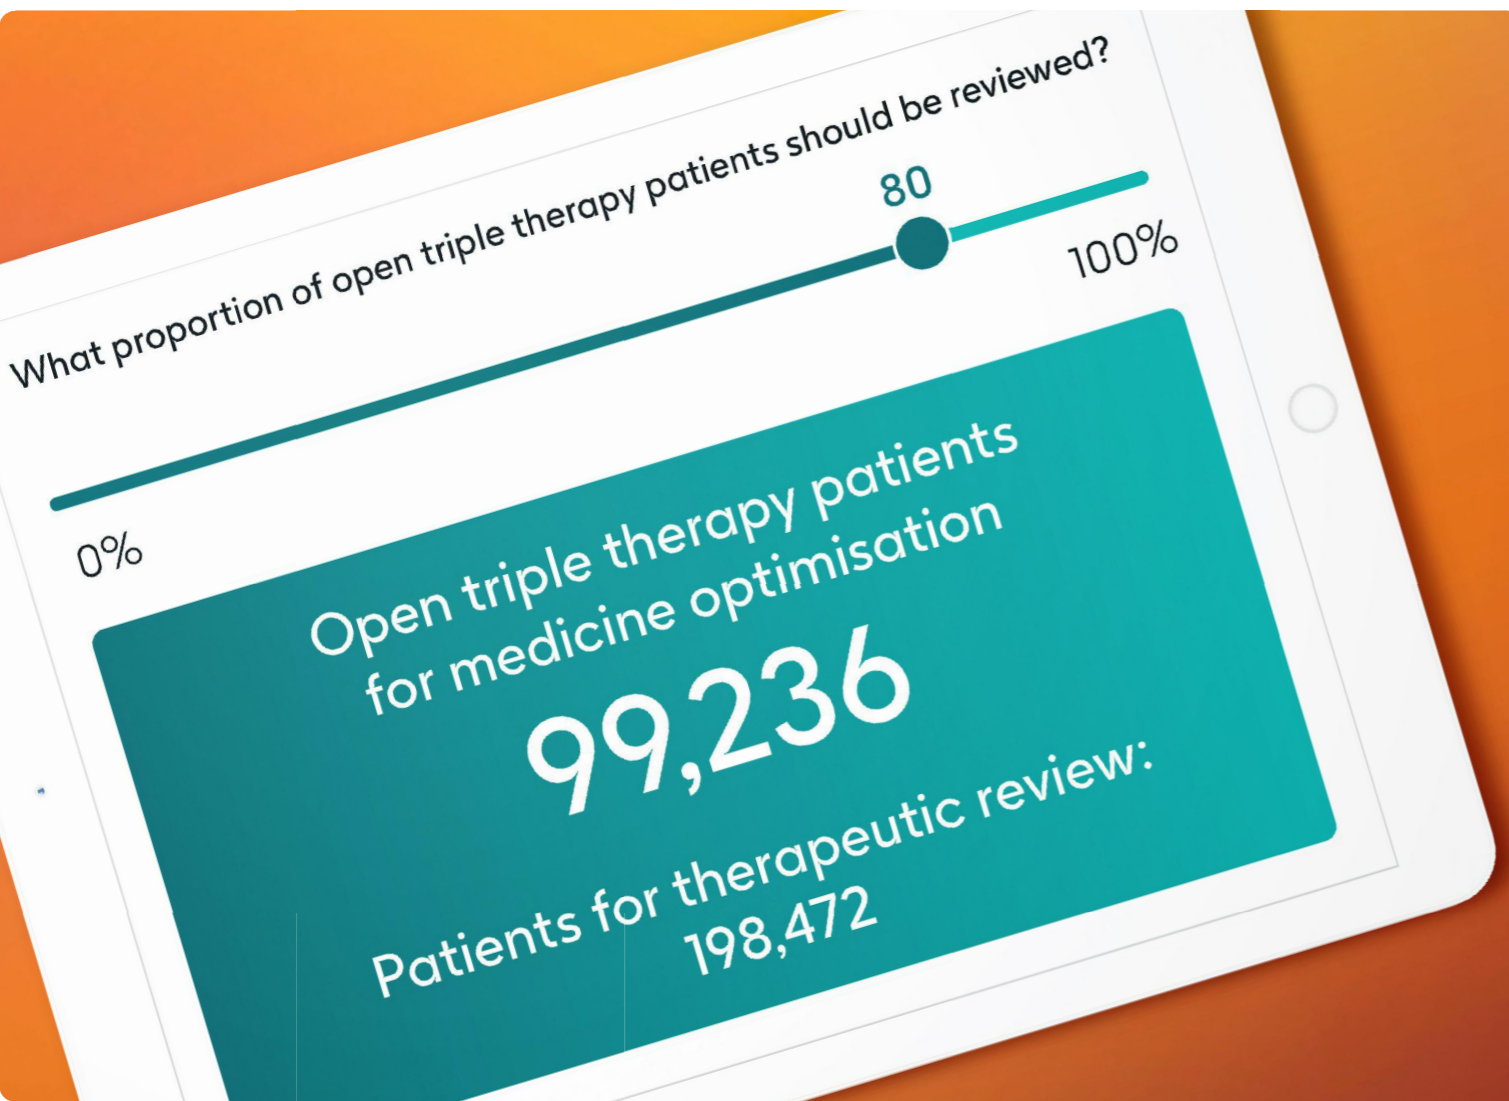 What proportion of open triple therapy patients should be reviewed?
80
0%
100%
Open triple therapy patients
for medicine optimisation
99,236
Patients for therapeutic review:
198,472